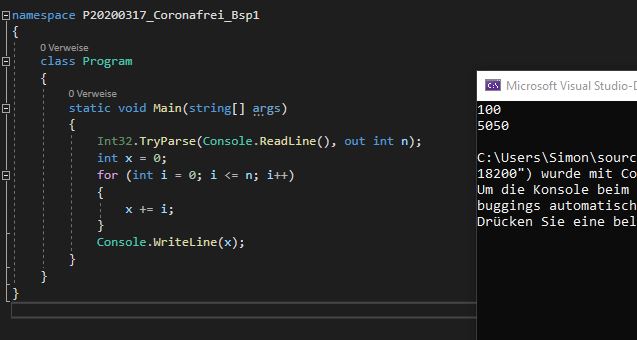 namespace P20200317_Coronafrei_Bsp1
{
0 Verweise
class Program
{
0 Verweise
static void Main(string[] args)
{
Int32.TryParse(Console.ReadLine(), out int n);
int x = 0;
for (int i = 0; i <= n; i++)
{
x += i;
}
Console.WriteLine(x);
}
}
}
Microsoft Visual Studio-D
100
5050
C:\Users\Simon\sourc
18200") wurde mit Co
Um die Konsole beim
buggings automatisch
Drücken Sie eine bel